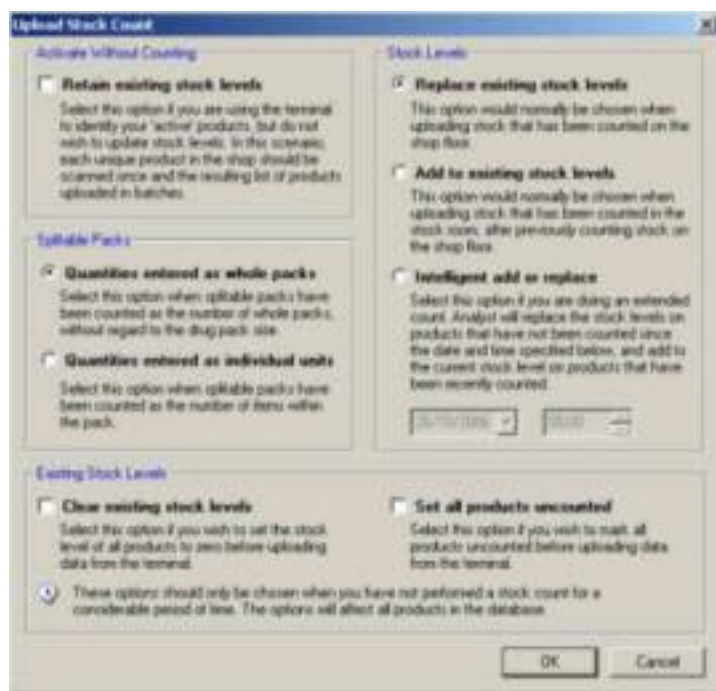 Upload Stock Count
Activate Without Counting
Retain existing stock levels
Select this option if you are using the terminal
to identify your 'active' products, but do not
wish to update stock levels. In this scenario,
each unique product in the shop should be
scanned once and the resulting list of products
uploaded in batches.
Splitable Packs
Quantities entered as whole packs
Select this option when splitable packs have
been counted as the number of whole packs,
without regard to the drug pack size.
Quantities entered as individual units
Select this option when splitable packs have
been counted as the number of items within
the pack.
Stock Levels
Replace existing stock levels
This option would normally be chosen when
uploading stock that has been counted on the
shop floor.
Add to existing stock levels
This option would normally be chosen when
uploading stock that has been counted in the
stock room, after previously counting stock on
the shop floor.
Intelligent add or replace
Select this option if you are doing an extended
count. Analyst will replace the stock levels on
products that have not been counted since
the date and time specified below, and add to
the current stock level on products that have
been recently counted.
Existing Stock Levels
Clear existing stock levels
Select this option if you wish to set the stock
level of all products to zero before uploading
data from the terminal.
Set all products uncounted
Select this option if you wish to mark all
products uncounted before uploading data
from the terminal.
These options should only be chosen when you have not performed a stock count for a
considerable period of time. The options will affect all products in the database.
OK
Cancel